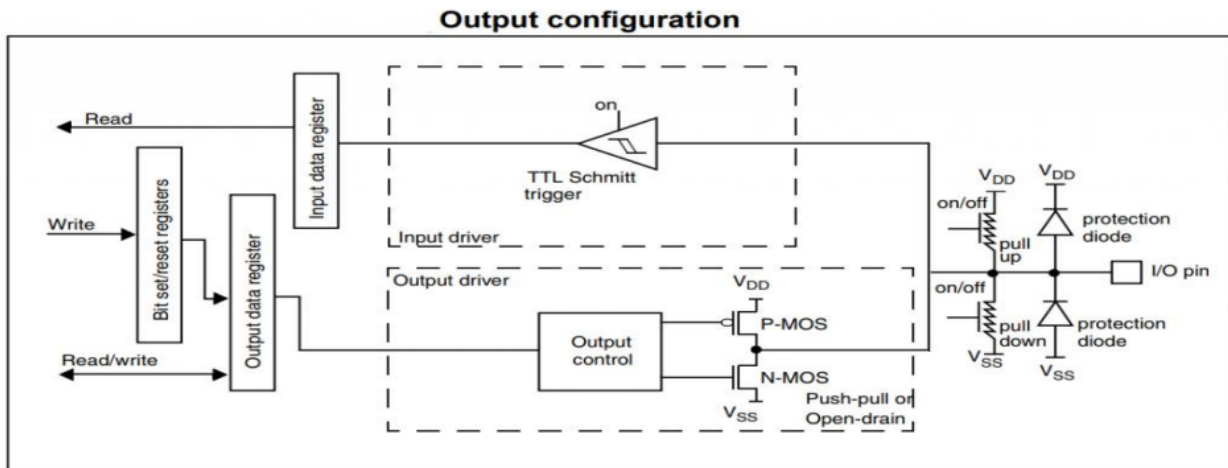 Output configuration
Read
Write
Read/write
Bit set/reset registers
Output data register
Input data register
on
TTL Schmitt
trigger
Input driver
Output driver
Output
control
VDD
P-MOS
N-MOS
VSS
Push-pull or
Open-drain
VDD
on/off
pull
up
on/off
pull
down
VSS
VDD
protection
diode
I/O pin
protection
diode
VSS